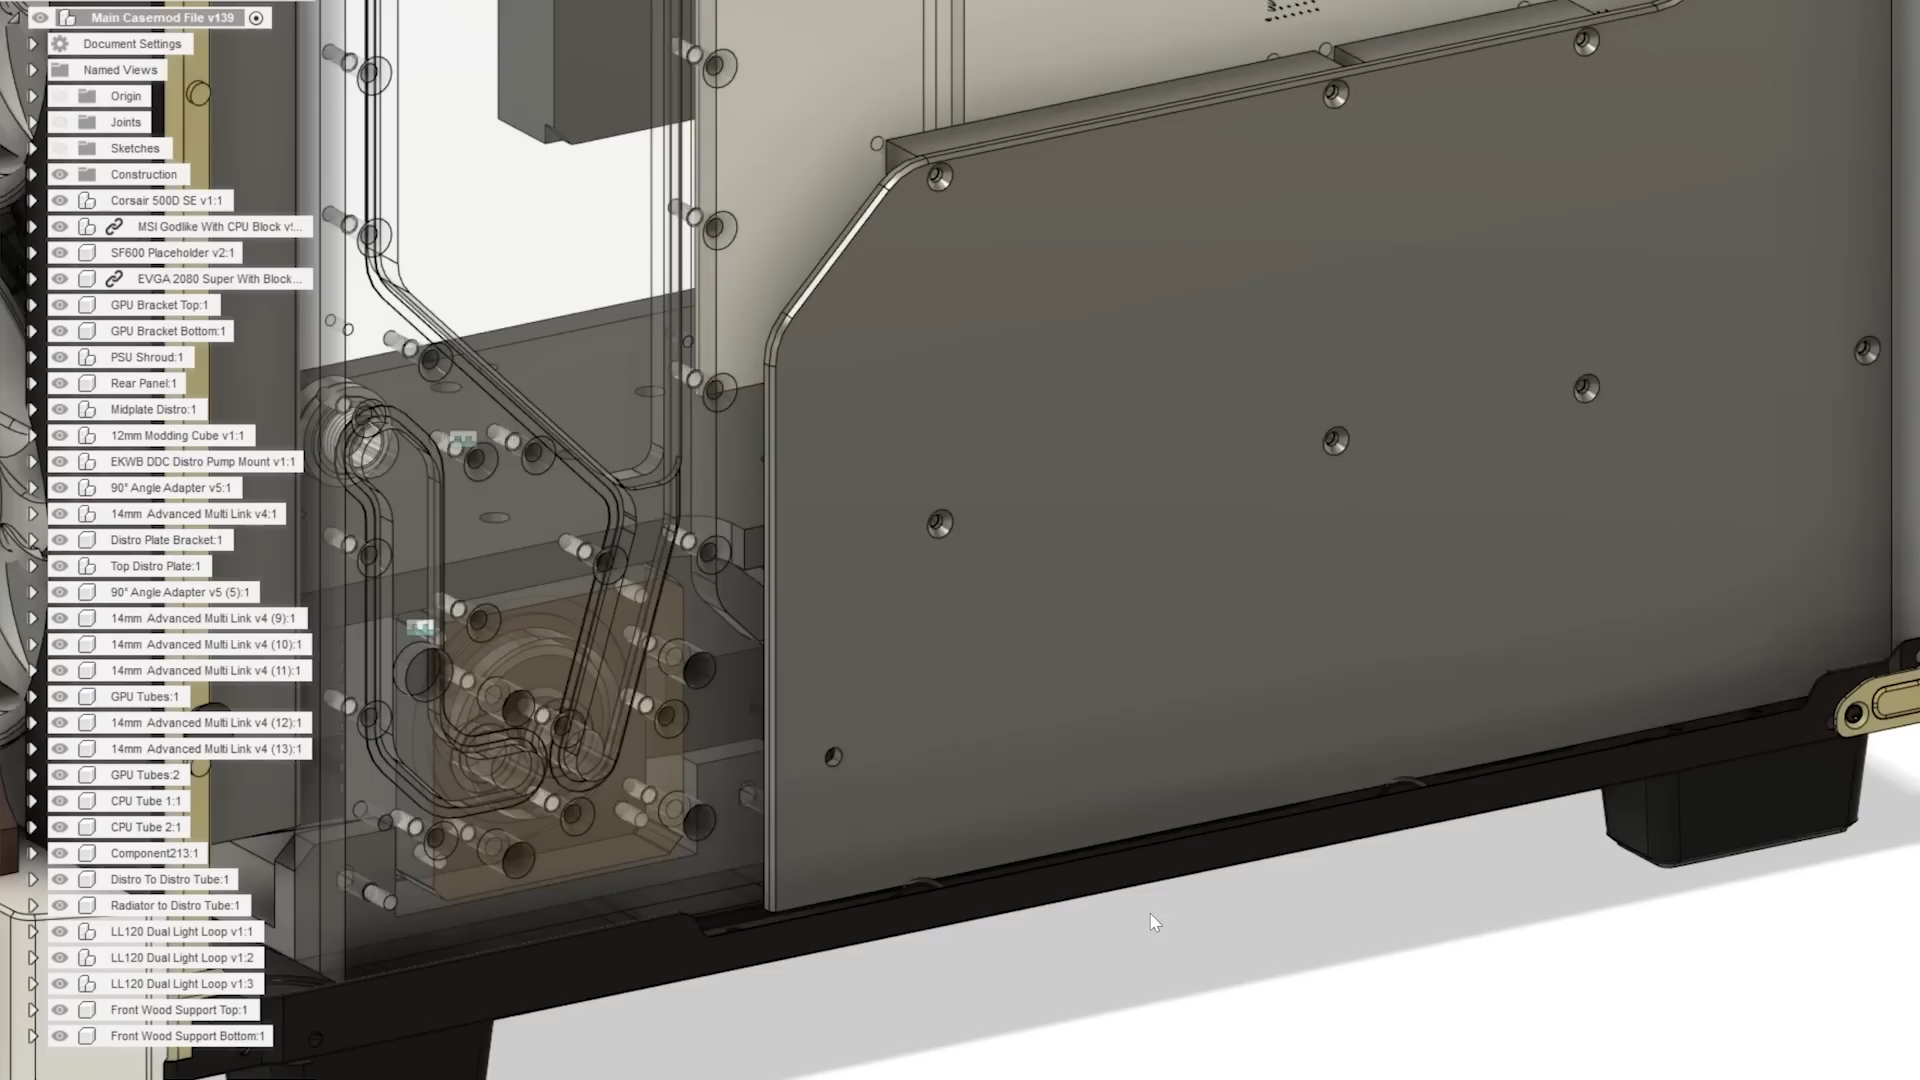 Main Casemod File v139
Document Settings
Named Views
Origin
Joints
Sketches
Construction
Corsair 500D SE v1:1
MSI Godlike With CPU Block v!...
SF600 Placeholder v2:1
EVGA 2080 Super With Block...
GPU Bracket Top:1
GPU Bracket Bottom:1
PSU Shroud:1
Rear Panel:1
Midplate Distro:1
12mm Modding Cube v1:1
EKWB DDC Distro Pump Mount v1:1
90° Angle Adapter v5:1
14mm Advanced Multi Link v4:1
Distro Plate Bracket:1
Top Distro Plate:1
90° Angle Adapter v5 (5):1
14mm Advanced Multi Link v4 (9):1
14mm Advanced Multi Link v4 (10):1
14mm Advanced Multi Link v4 (11):1
GPU Tubes:1
14mm Advanced Multi Link v4 (12):1
14mm Advanced Multi Link v4 (13):1
GPU Tubes:2
CPU Tube 1:1
CPU Tube 2:1
Component213:1
Distro To Distro Tube:1
Radiator to Distro Tube:1
LL120 Dual Light Loop v1:1
LL120 Dual Light Loop v1:2
LL120 Dual Light Loop v1:3
Front Wood Support Top:1
Front Wood Support Bottom:1